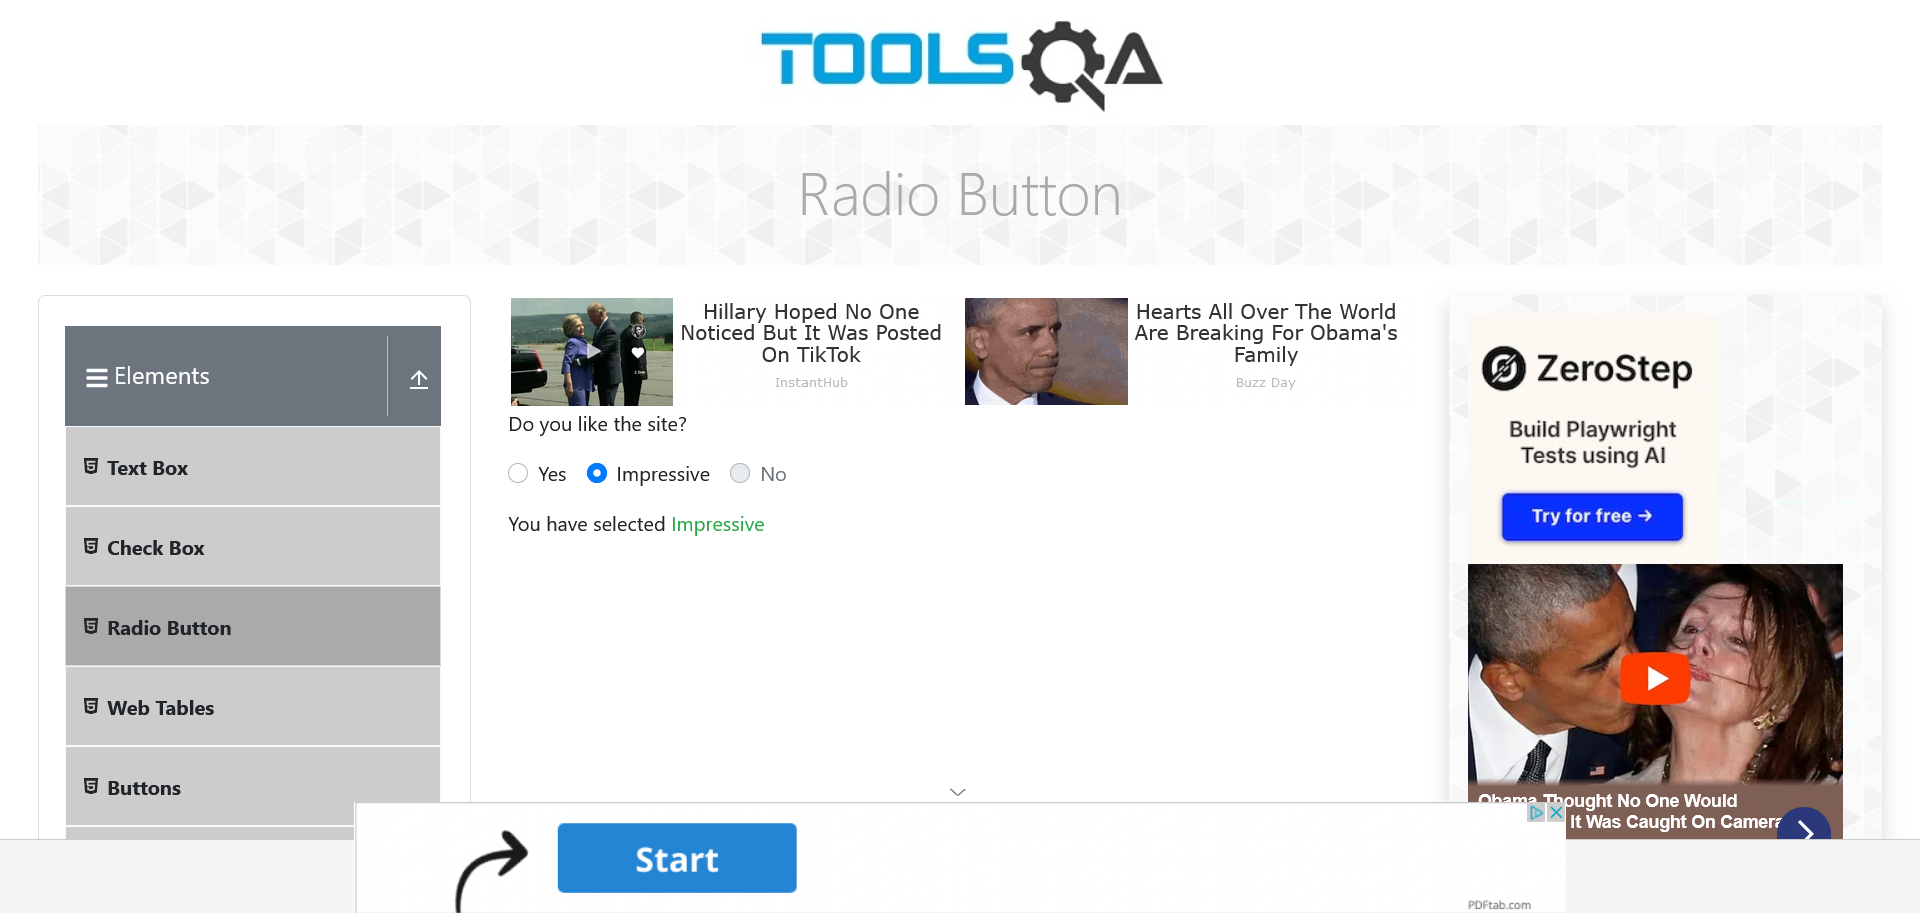 TOOLSQA
Radio Button
Elements
Text Box
Check Box
Radio Button
Web Tables
Buttons
Hillary Hoped No One
Noticed But It Was Posted
On TikTok
InstantHub
Hearts All Over The World
Are Breaking For Obama's
Family
Buzz Day
Do you like the site?
Yes
Impressive
No
You have selected Impressive
ZeroStep
Build Playwright
Tests using AI
Try for free →
Obama Thought No One Would
It Was Caught On Camera
Start
PDFtab.com